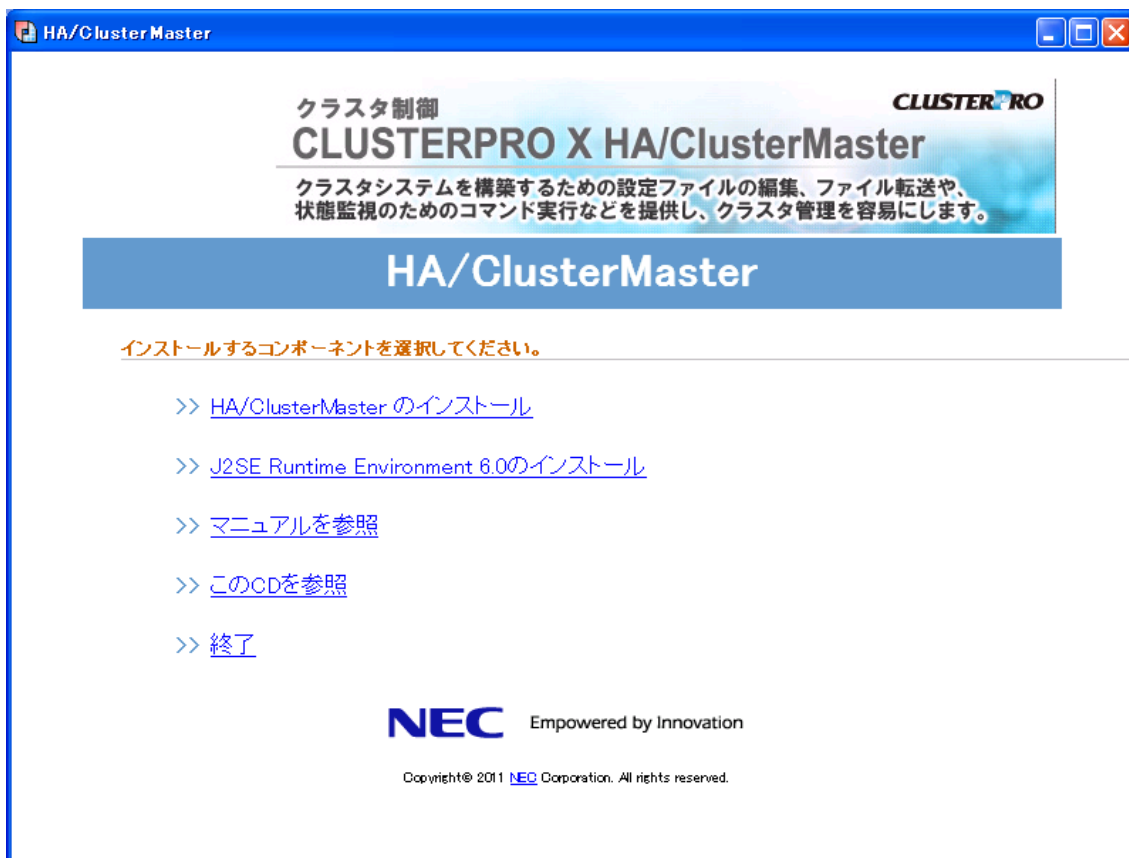 HA/ClusterMaster
クラスタ制御
CLUSTERPRO
CLUSTERPRO X HA/ClusterMaster
クラスタシステムを構築するための設定ファイルの編集、ファイル転送や、
状態監視のためのコマンド実行などを提供し、クラスタ管理を容易にします。
HA/ClusterMaster
インストールするコンポーネントを選択してください。
>> HA/ClusterMaster のインストール
>> J2SE Runtime Environment 6.0のインストール
>> マニュアルを参照
>> このCDを参照
>> 終了
NEC Empowered by Innovation
Copyright© 2011 NEC Corporation. All rights reserved.